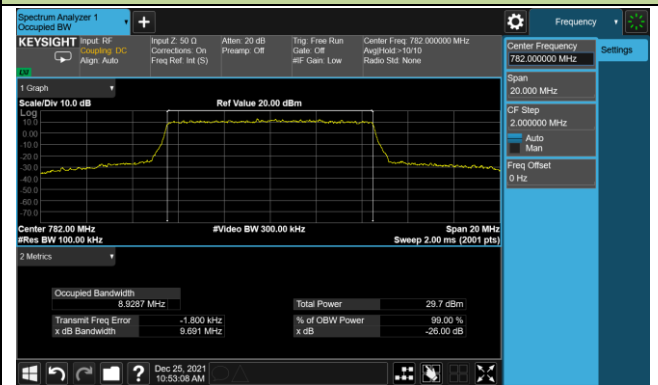 Spectrum Analyzer 1
Occupied BW
Frequency
KEYSIGHT
Input: RF
Coupling: DC
Align: Auto
Input Z: 50 Ω
Corrections: On
Freq Ref: Int (S)
Atten: 20 dB
Preamp: Off
Trig: Free Run
Gate: Off
#IF Gain: Low
Center Freq: 782.000000 MHz
Avg|Hold:>10/10
Radio Std: None
Center Frequency
782.000000 MHz
Settings
Span
20.000 MHz
CF Step
2.000000 MHz
Auto
Man
Freq Offset
0 Hz
1 Graph
Scale/Div 10.0 dB
Ref Value 20.00 dBm
Log
10.0
0.00
-10.0
-20.0
-30.0
-40.0
-50.0
-60.0
-70.0
Center 782.00 MHz
#Video BW 300.00 kHz
Span 20 MHz
#Res BW 100.00 kHz
Sweep 2.00 ms (2001 pts)
2 Metrics
Occupied Bandwidth
8.9287 MHz
Total Power
29.7 dBm
Transmit Freq Error
-1.800 kHz
% of OBW Power
99.00 %
x dB Bandwidth
9.691 MHz
x dB
-26.00 dB
?
Dec 25, 2021
10:53:08 AM